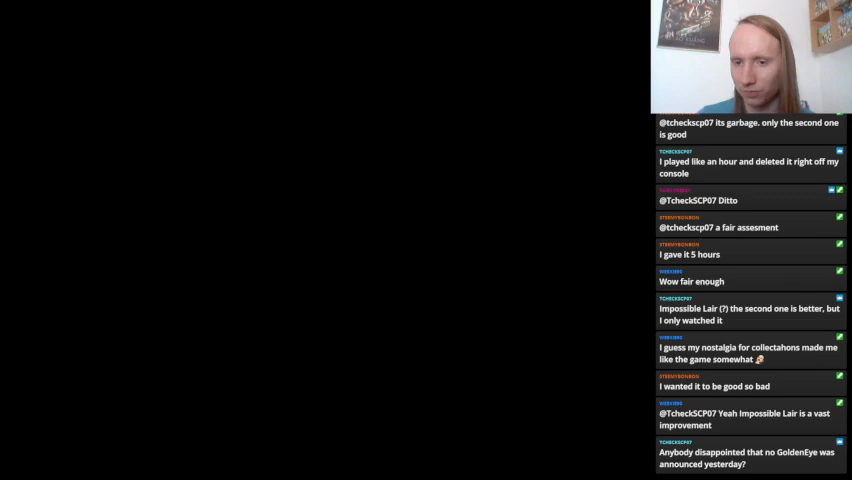 @tcheckscp07 its garbage. only the second one
is good
TCHECKSCP07
I played like an hour and deleted it right off my
console
@TcheckSCP07 Ditto
STEEMYBONBON
@tcheckscp07 a fair assesment
STEEMYBONBON
I gave it 5 hours
Wow fair enough
TCHECKSCP07
Impossible Lair (?) the second one is better, but
I only watched it
I guess my nostalgia for collectahons made me
like the game somewhat
STEEMYBONBON
I wanted it to be good so bad
@TcheckSCP07 Yeah Impossible Lair is a vast
improvement
TCHECKSCP07
Anybody disappointed that no GoldenEye was
announced yesterday?